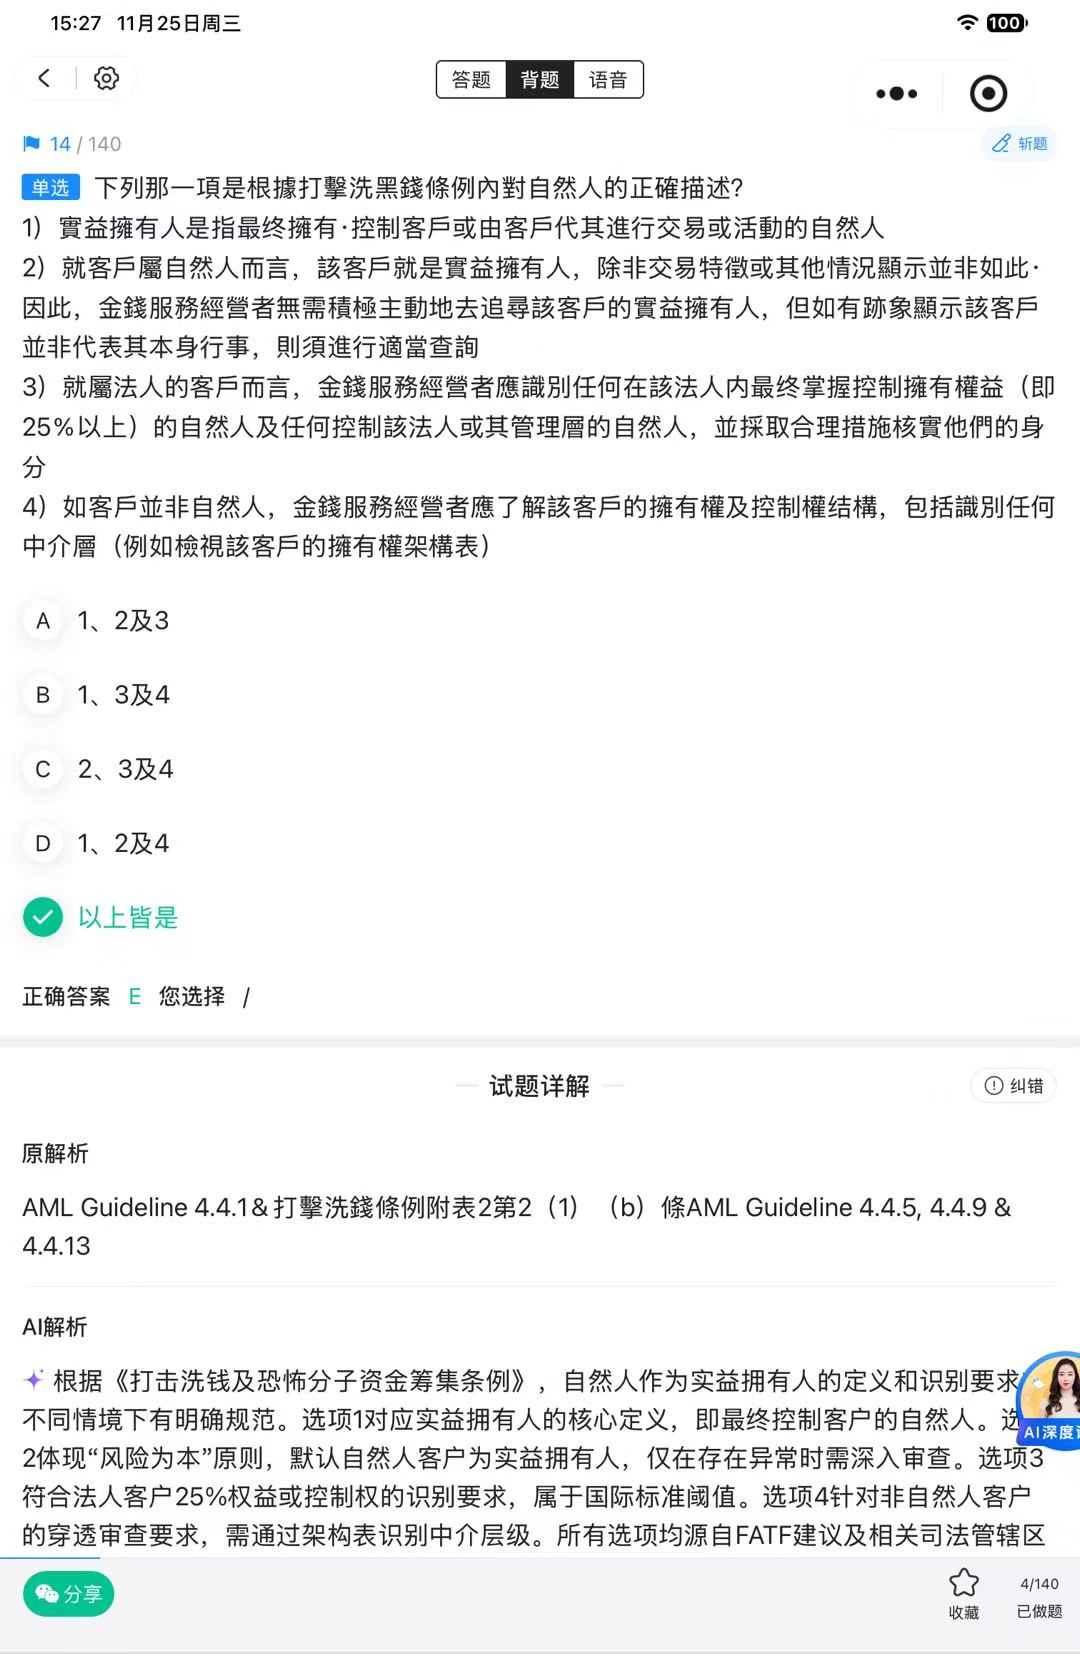 15:27 11月25日周三
100
答题 背题 语音
14 / 140
斩题
单选 下列那一項是根據打擊洗黑錢條例內對自然人的正確描述?
1）實益擁有人是指最终擁有·控制客戶或由客戶代其進行交易或活動的自然人
2）就客戶屬自然人而言，該客戶就是實益擁有人，除非交易特徵或其他情況顯示並非如此·
因此，金錢服務經營者無需積極主動地去追尋該客戶的實益擁有人，但如有跡象顯示該客戶
並非代表其本身行事，則須進行適當查詢
3）就屬法人的客戶而言，金錢服務經營者應識別任何在該法人内最终掌握控制擁有權益（即
25%以上）的自然人及任何控制該法人或其管理層的自然人，並採取合理措施核實他們的身
分
4）如客戶並非自然人，金錢服務經營者應了解該客戶的擁有權及控制權结構，包括識別任何
中介層（例如檢視該客戶的擁有權架構表）
A 1、2及3
B 1、3及4
C 2、3及4
D 1、2及4
以上皆是
正确答案 E 您选择 /
试题详解
纠错
原解析
AML Guideline 4.4.1＆打擊洗錢條例附表2第2（1）（b）條AML Guideline 4.4.5, 4.4.9 &
4.4.13
AI解析
根据《打击洗钱及恐怖分子资金筹集条例》，自然人作为实益拥有人的定义和识别要求
不同情境下有明确规范。选项1对应实益拥有人的核心定义，即最终控制客户的自然人。选
2体现“风险为本”原则，默认自然人客户为实益拥有人，仅在存在异常时需深入审查。选项3
符合法人客户25%权益或控制权的识别要求，属于国际标准阈值。选项4针对非自然人客户
的穿透审查要求，需通过架构表识别中介层级。所有选项均源自FATF建议及相关司法管辖区
AI深度
分享
收藏
4/140
已做题